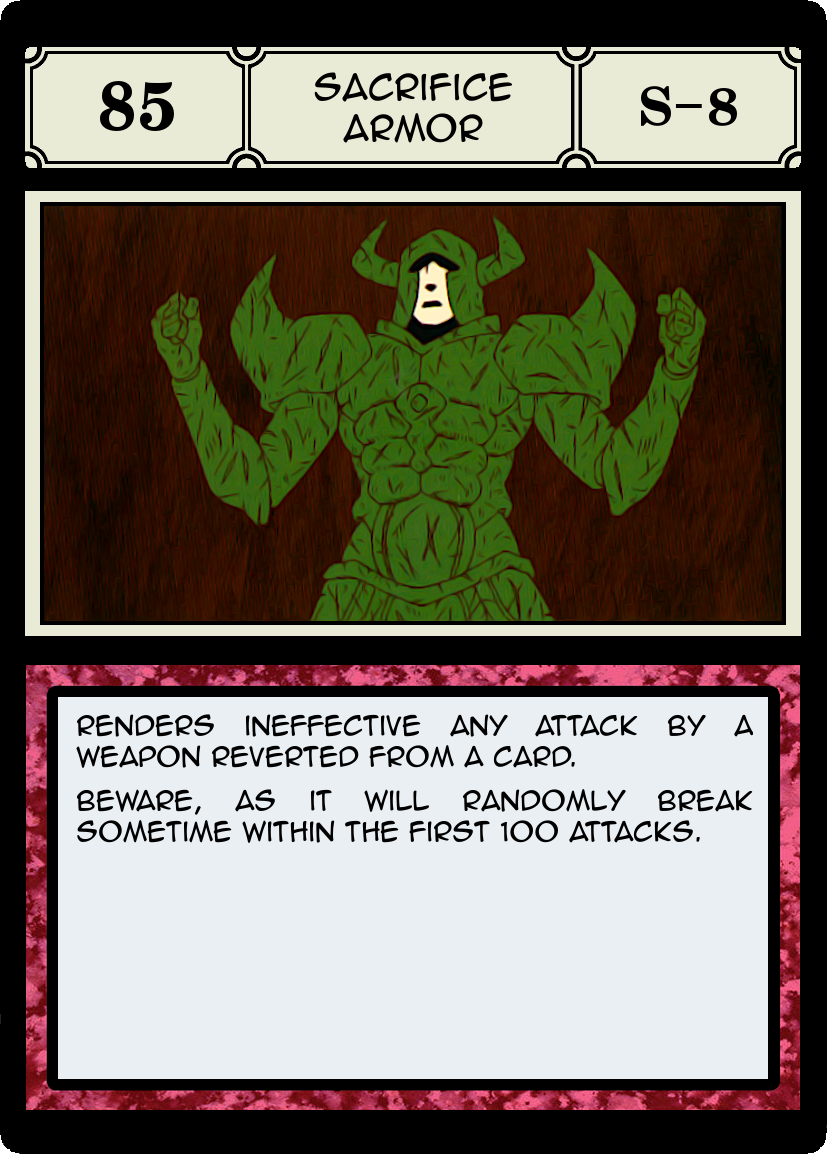 85
SACRIFICE
ARMOR
S-8
RENDERS INEFFECTIVE ANY ATTACK BY A
WEAPON REVERTED FROM A CARD.
BEWARE, AS IT WILL RANDOMLY BREAK
SOMETIME WITHIN THE FIRST 100 ATTACKS.